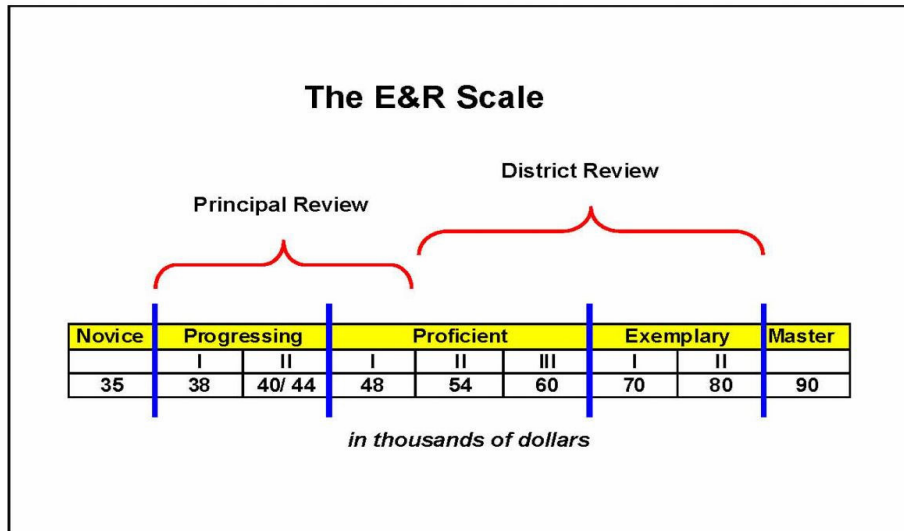 The E&R Scale
District Review
Principal Review
Novice Progressing Proficient Exemplary Master
I II I II III I II
35 38 40/ 44 48 54 60 70 80 90
in thousands of dollars